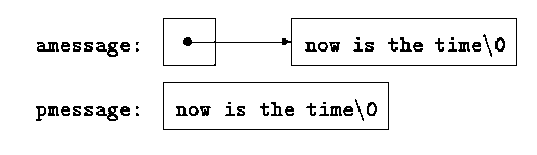 amessage: now is the time\0
pmessage: now is the time\0